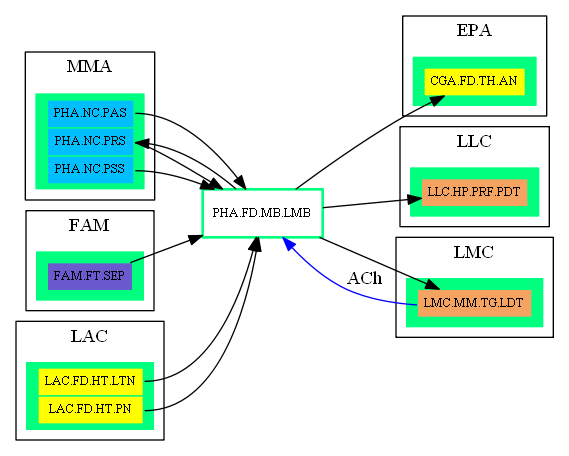 MMA
PHA.NC.PAS
PHA.NC.PRS
PHA.NC.PSS
FAM
FAM.FT.SEP
LAC
LAC.FD.HT.LTN
LAC.FD.HT.PN
PHA.FD.MB.LMB
EPA
CGA.FD.TH.AN
LLC
LLC.HP.PRF.PDT
LMC
LMC.MM.TG.LDT
ACh